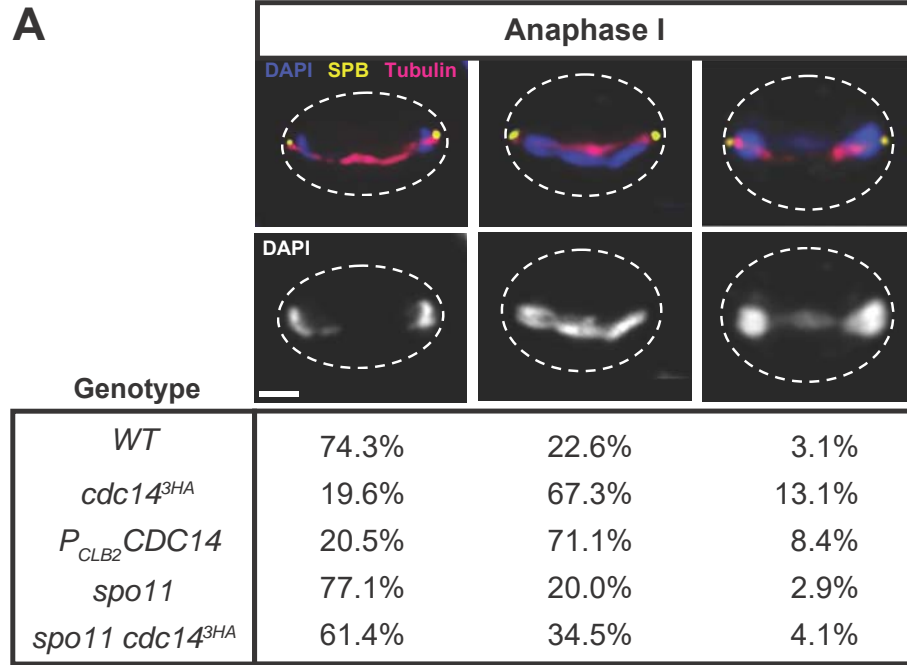 A
Anaphase I
DAPI SPB Tubulin
DAPI
Genotype
WT 74.3% 22.6% 3.1%
cdc14^3HA 19.6% 67.3% 13.1%
P_CLB2 CDC14 20.5% 71.1% 8.4%
spo11 77.1% 20.0% 2.9%
spo11 cdc14^3HA 61.4% 34.5% 4.1%